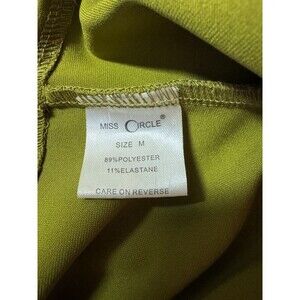 MISS CIRCLE®
SIZE M
89%POLYESTER
11%ELASTANE
CARE ON REVERSE